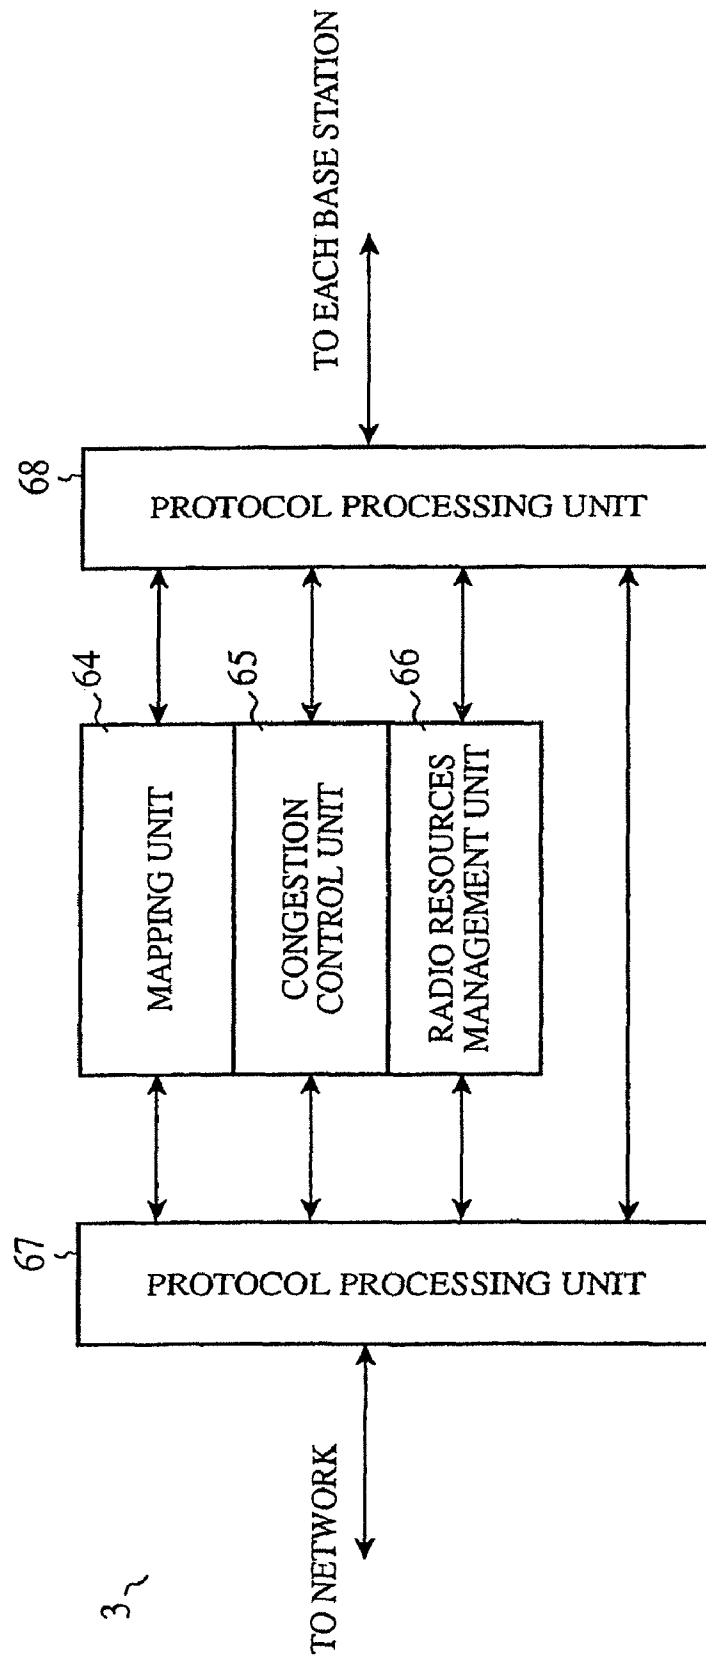 3
TO NETWORK
67
PROTOCOL PROCESSING UNIT
64
MAPPING UNIT
65
CONGESTION
CONTROL UNIT
66
RADIO RESOURCES
MANAGEMENT UNIT
68
PROTOCOL PROCESSING UNIT
TO EACH BASE STATION